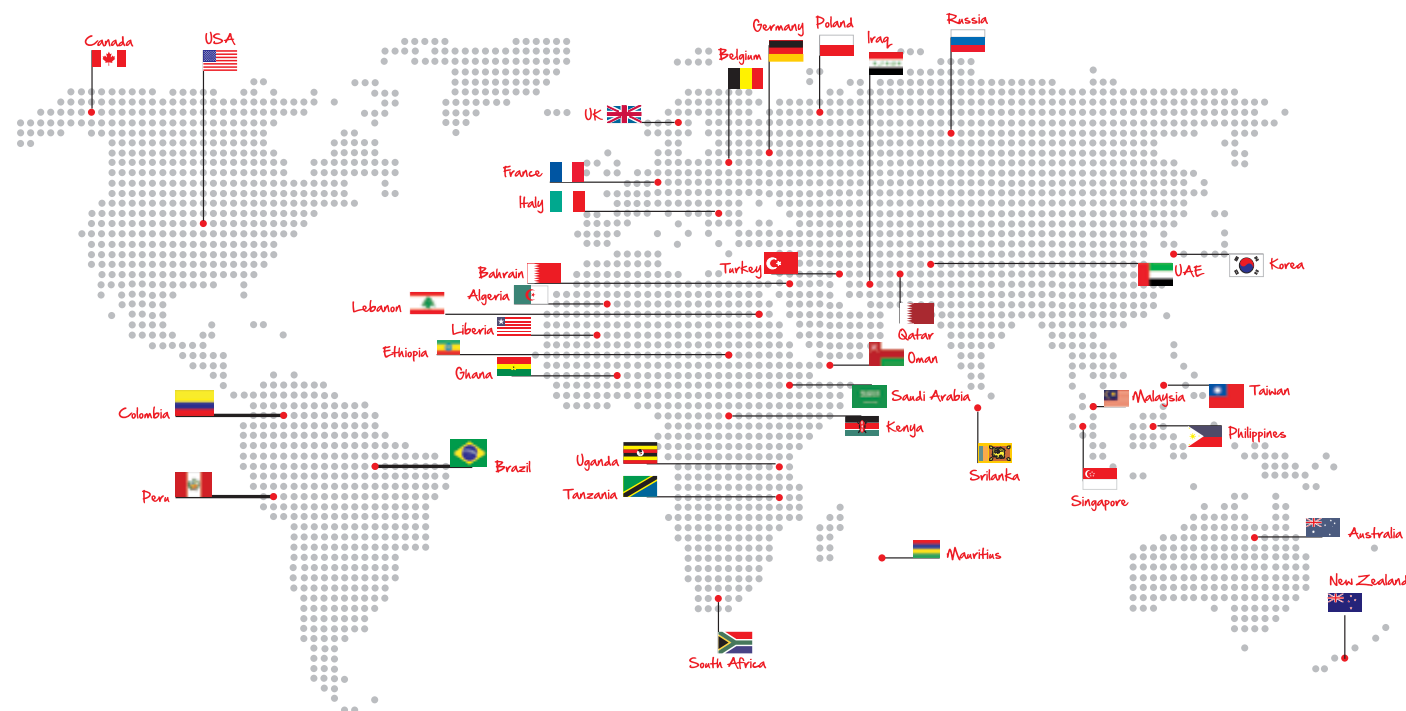 Russia
Poland
Germany
Iraq
USA
Canada
Belgium
UK
France
Italy
Korea
Turkey
UAE
Bahrain
Algeria
Lebanon
Liberia
Qatar
Ethiopia
Oman
Ghana
Taiwan
Saudi Arabia
Malaysia
Colombia
Kenya
Philippines
Uganda
Brazil
Srilanka
Tanzania
Peru
Singapore
Australia
Mauritius
New Zealand
South Africa